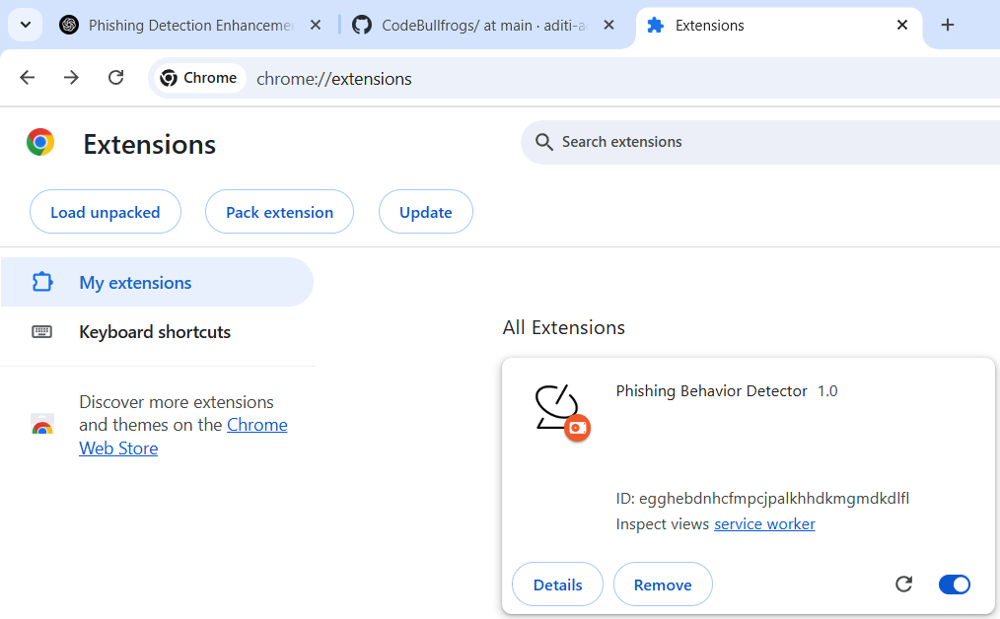 Phishing Detection Enhancemen
CodeBullfrogs/ at main · aditi-a
Extensions
Chrome
chrome://extensions
Extensions
Search extensions
Load unpacked
Pack extension
Update
My extensions
Keyboard shortcuts
Discover more extensions
and themes on the Chrome
Web Store
All Extensions
Phishing Behavior Detector 1.0
ID: egghebdnhcfmpcjpalkhhdkmgmdkdlfl
Inspect views service worker
Details
Remove